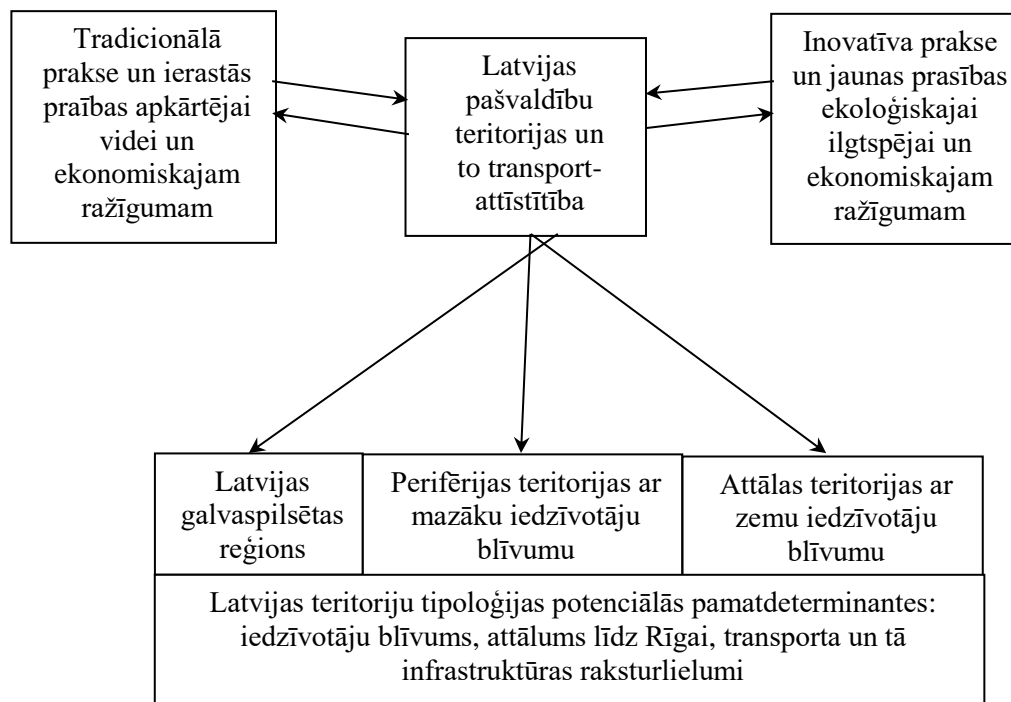 Tradicionālā
prakse un ierastās
praības apkārtējai
videi un
ekonomiskajam
ražīgumam
Latvijas
pašvaldību
teritorijas un
to transport-
attīstītība
Inovatīva prakse
un jaunas prasības
ekoloģiskajai
ilgtspējai un
ekonomiskajam
ražīgumam
Latvijas
galvaspilsētas
reģions
Perifērijas teritorijas ar
mazāku iedzīvotāju
blīvumu
Attālas teritorijas ar
zemu iedzīvotāju
blīvumu
Latvijas teritoriju tipoloģijas potenciālās pamatdeterminantes:
iedzīvotāju blīvums, attālums līdz Rīgai, transporta un tā
infrastruktūras raksturlielumi